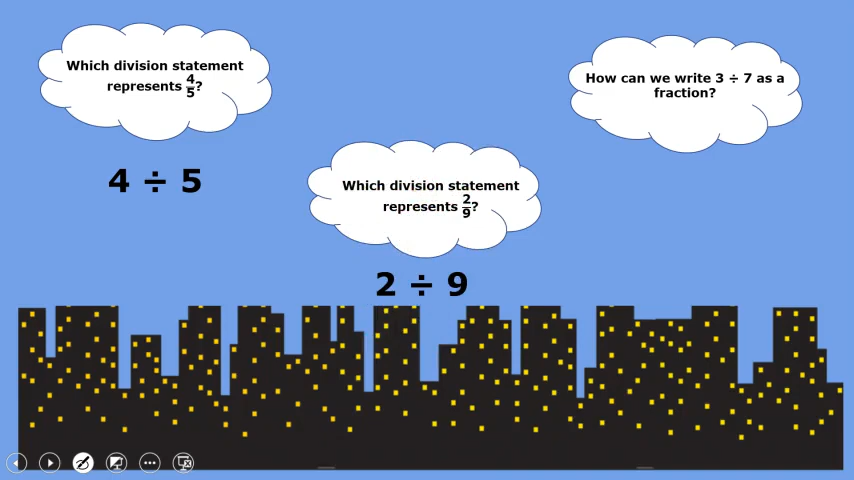 Which division statement
represents 4/5?
4 ÷ 5
Which division statement
represents 2/9?
2 ÷ 9
How can we write 3 ÷ 7 as a
fraction?